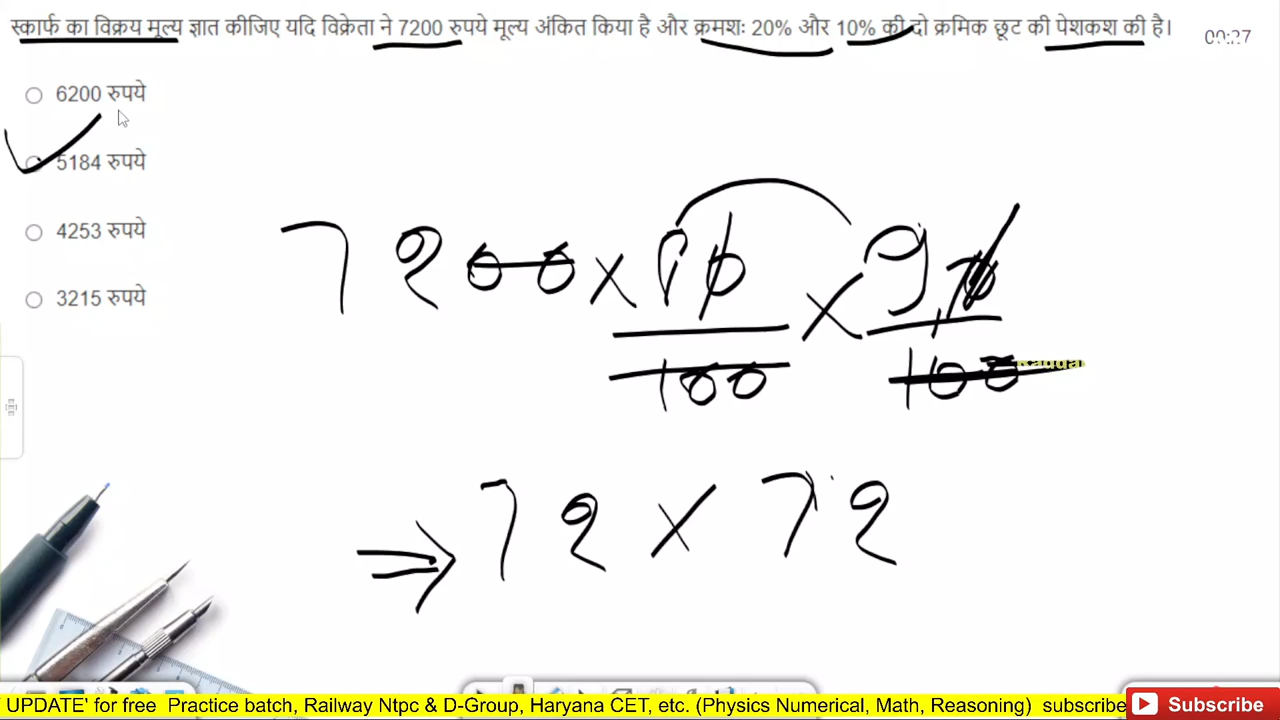 स्कार्फ का विक्रय मूल्य ज्ञात कीजिए यदि विक्रेता ने 7200 रुपये मूल्य अंकित किया है और क्रमशः 20% और 10% की दो क्रमिक छूट की पेशकश की है।
00:27
6200 रुपये
5184 रुपये
4253 रुपये
3215 रुपये
7200 × 80/100 × 90/100
Raddar
⇒ 72 × 72
UPDATE' for free Practice batch, Railway Ntpc & D-Group, Haryana CET, etc. (Physics Numerical, Math, Reasoning) subscribe
Subscribe